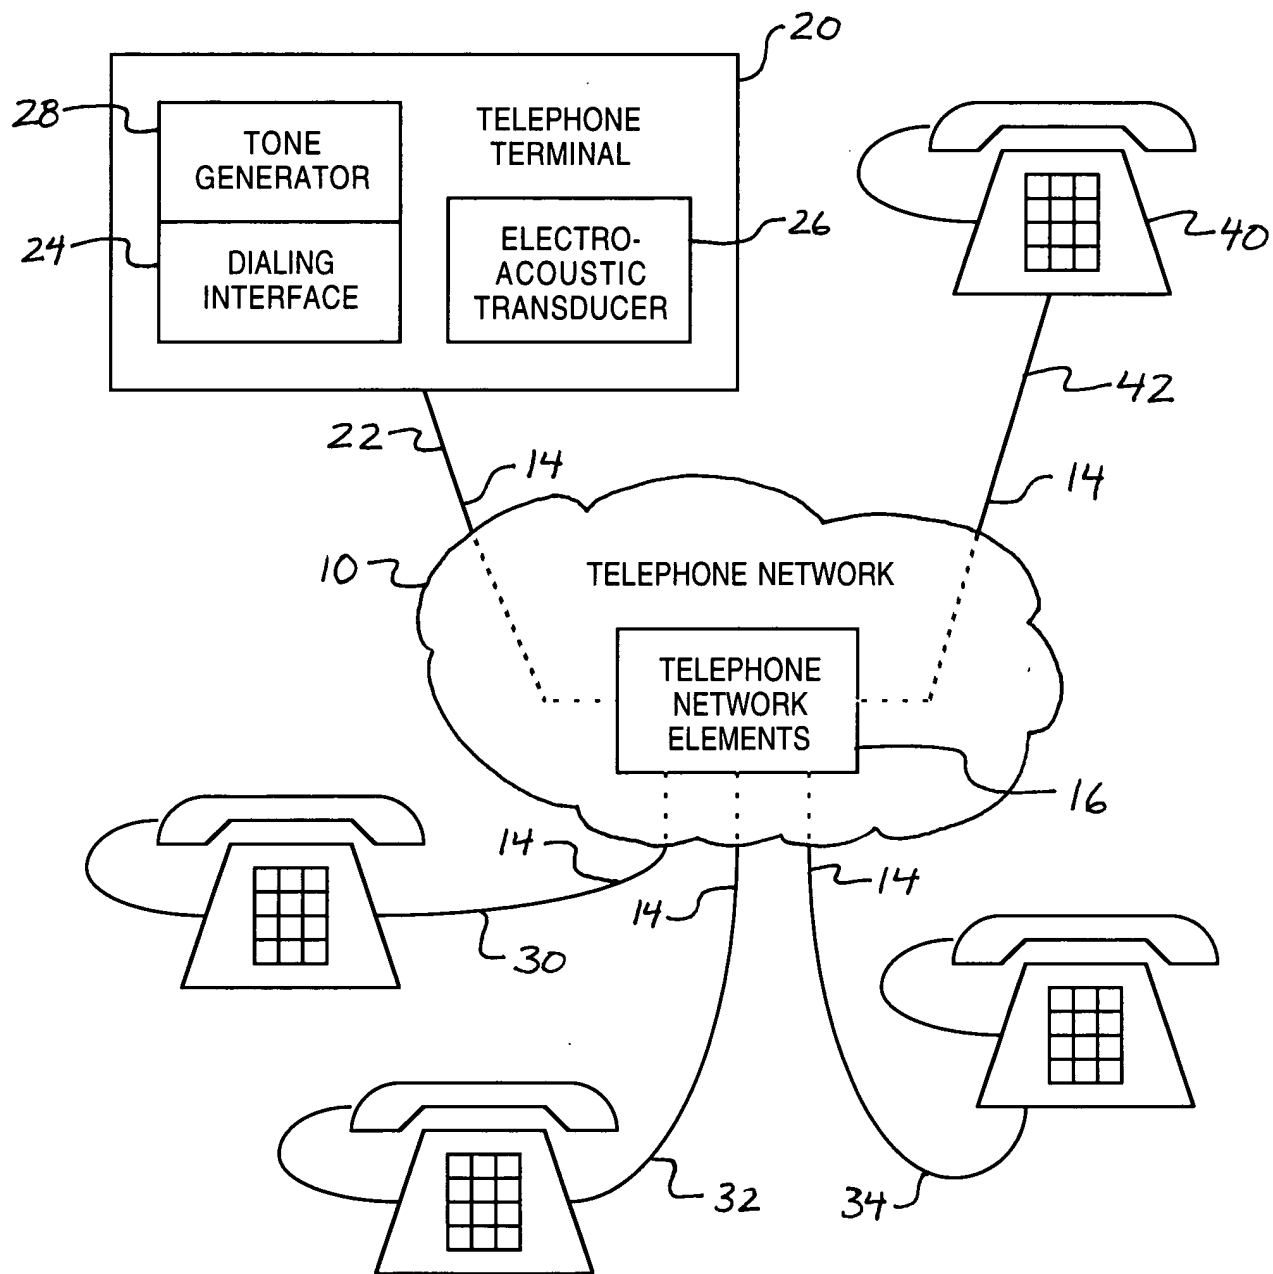 20
28
TONE
GENERATOR
TELEPHONE
TERMINAL
24
DIALING
INTERFACE
ELECTRO-
ACOUSTIC
TRANSDUCER
26
40
22
14
42
14
10
TELEPHONE NETWORK
TELEPHONE
NETWORK
ELEMENTS
16
14
14
14
30
32
34